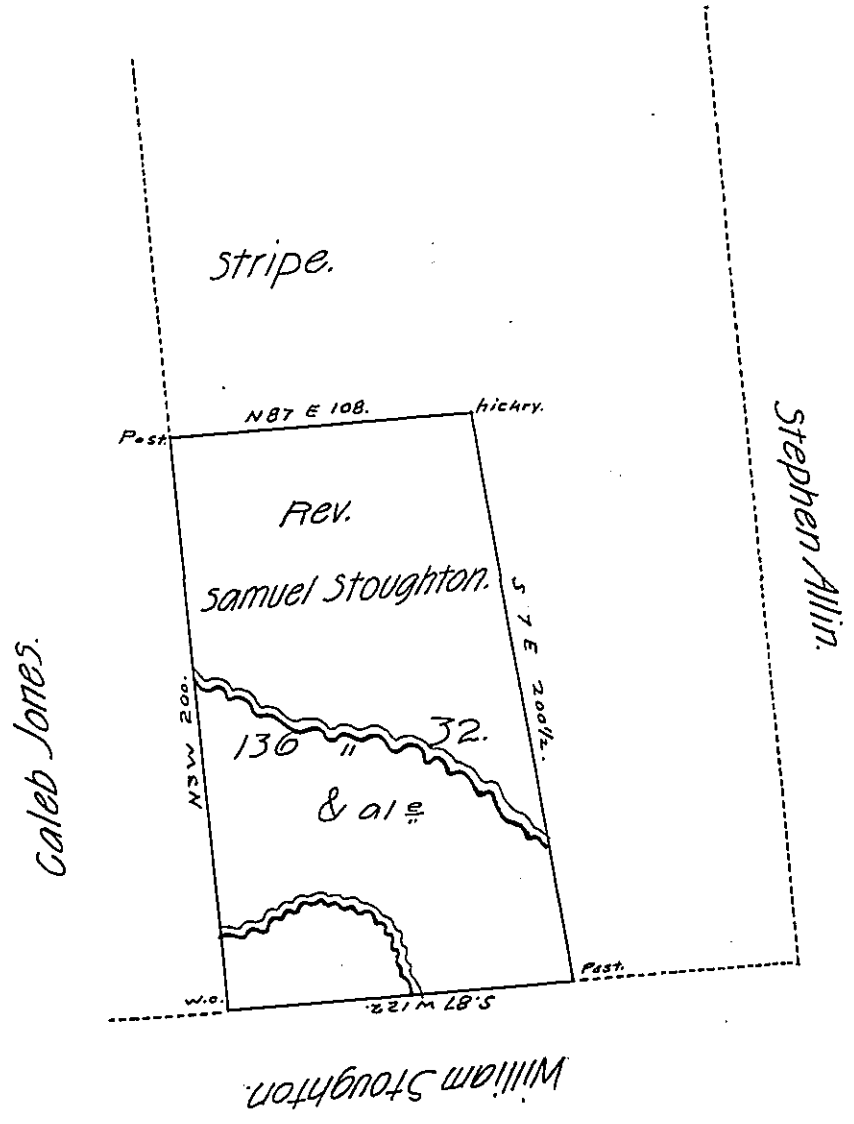 Stripe.
N87 E 108.
hickry.
Post.
Rev.
Samuel Stoughton.
S 7 E 200½.
Stephen Allin.
Caleb Jones.
N3W 200.
136 " 32.
& al e/"
Post.
W.O.
S.87 W 122.
William Stoughton.